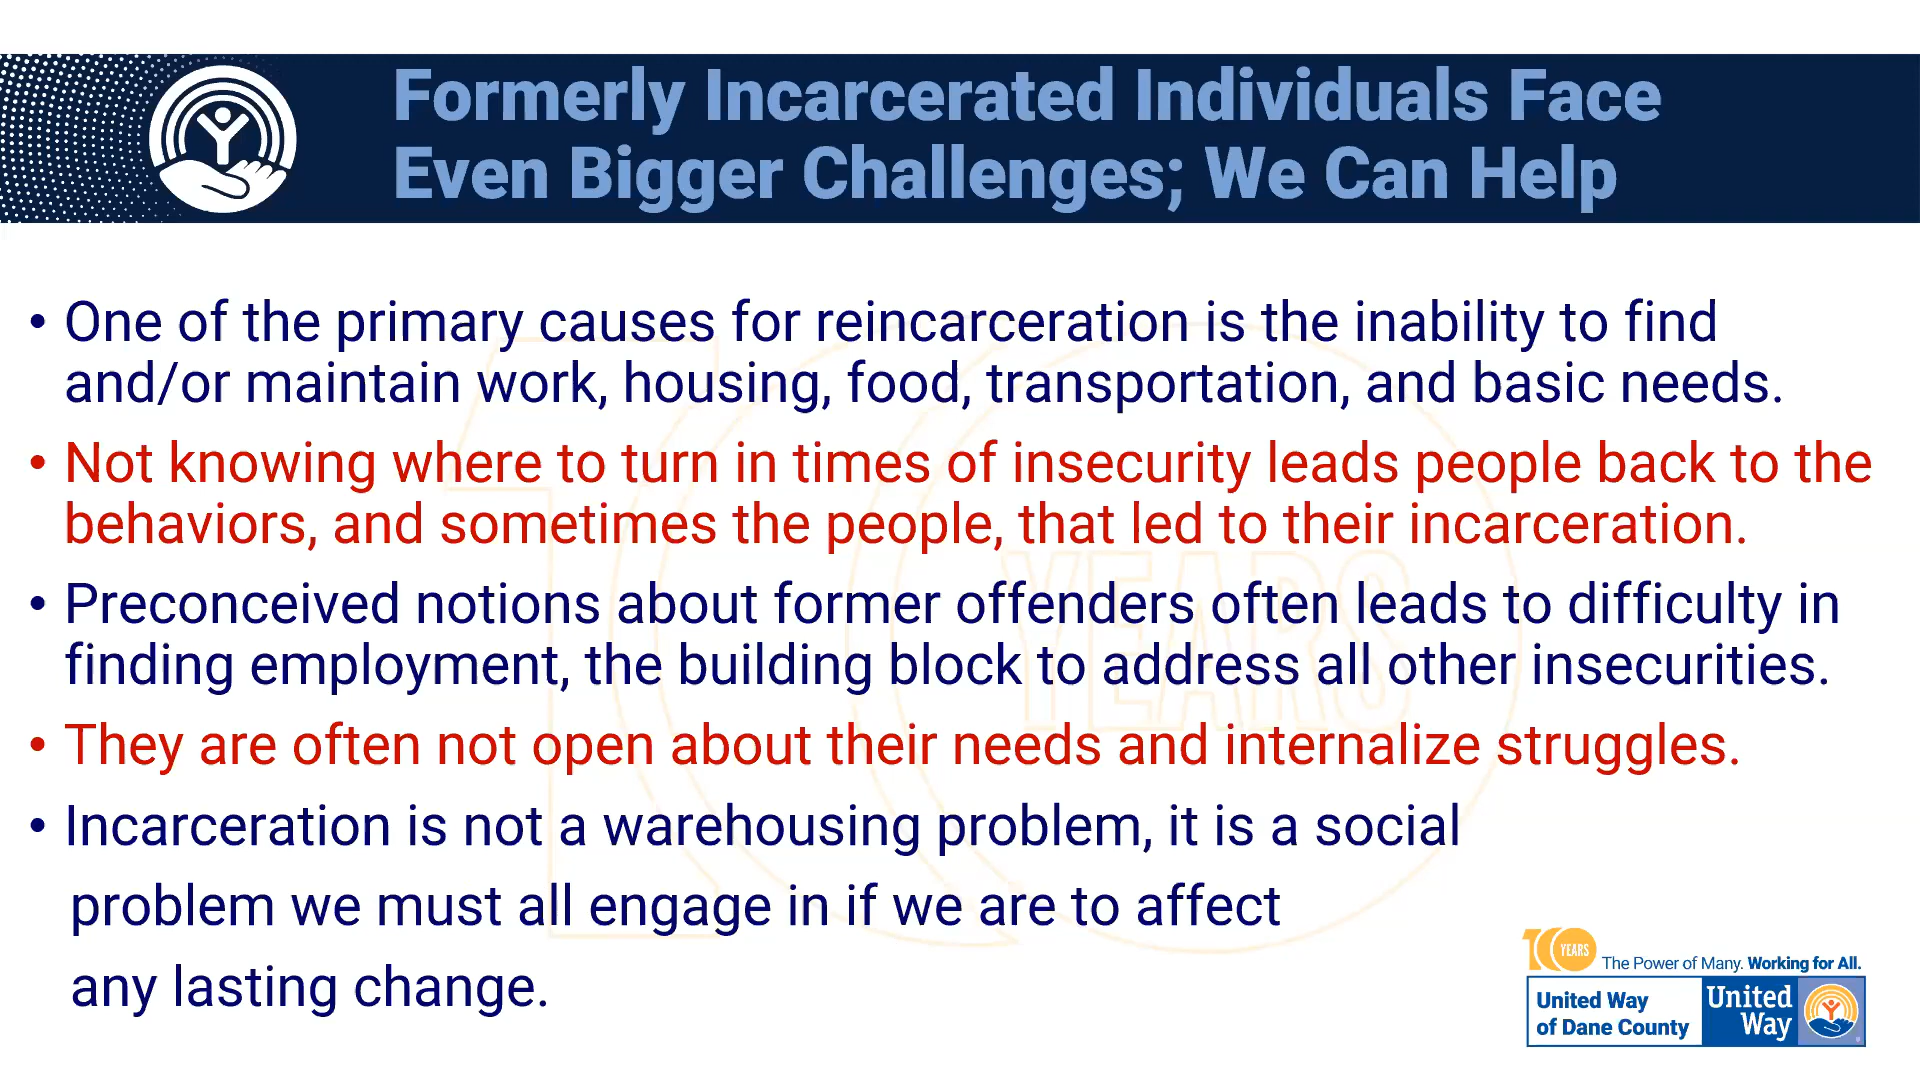 Formerly Incarcerated Individuals Face
Even Bigger Challenges; We Can Help
• One of the primary causes for reincarceration is the inability to find
and/or maintain work, housing, food, transportation, and basic needs.
• Not knowing where to turn in times of insecurity leads people back to the
behaviors, and sometimes the people, that led to their incarceration.
• Preconceived notions about former offenders often leads to difficulty in
finding employment, the building block to address all other insecurities.
• They are often not open about their needs and internalize struggles.
• Incarceration is not a warehousing problem, it is a social
problem we must all engage in if we are to affect
any lasting change.
YEARS
100 YEARS The Power of Many. Working for All.
United Way
of Dane County
United
Way